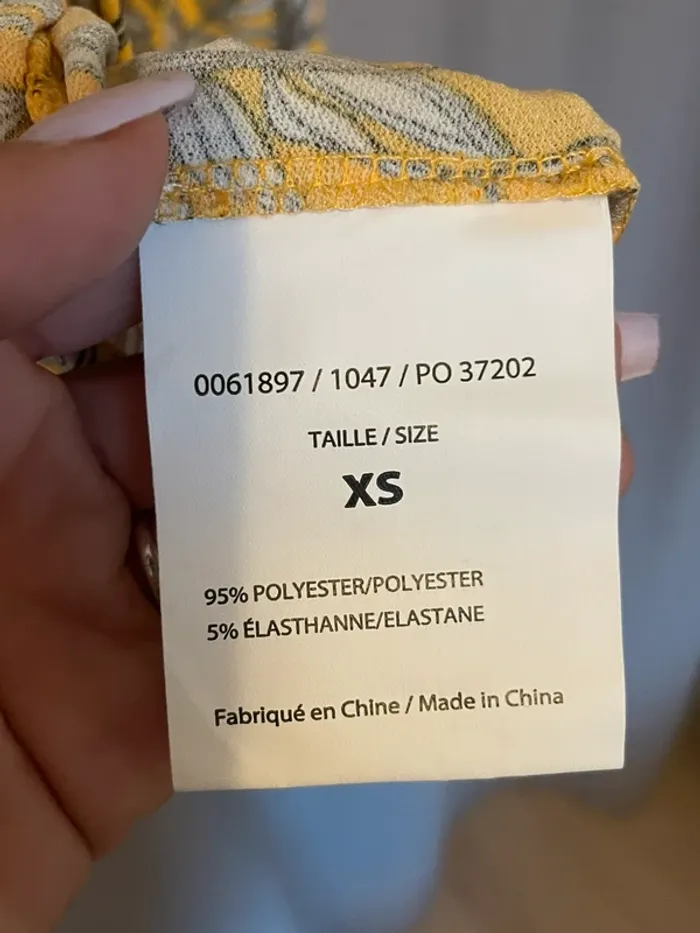 0061897 / 1047 / PO 37202
TAILLE / SIZE
XS
95% POLYESTER/POLYESTER
5% ÉLASTHANNE/ELASTANE
Fabriqué en Chine / Made in China